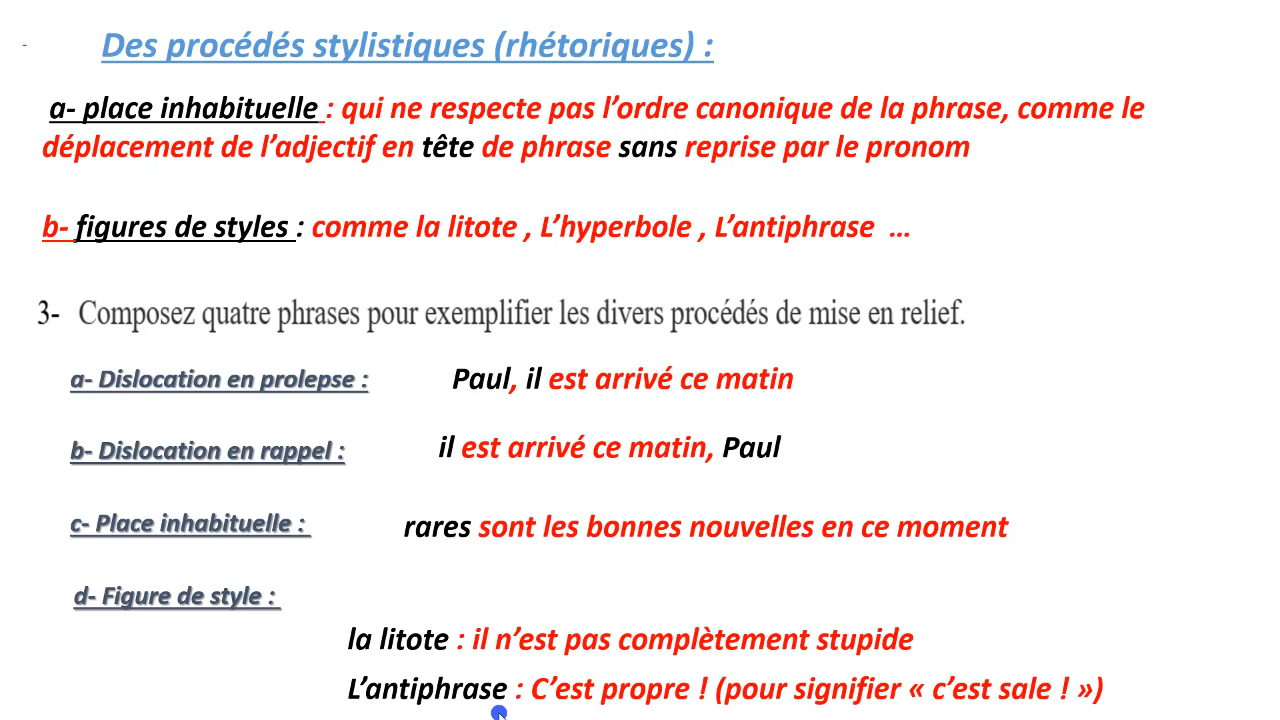 Des procédés stylistiques (rhétoriques) :
a- place inhabituelle : qui ne respecte pas l’ordre canonique de la phrase, comme le
déplacement de l’adjectif en tête de phrase sans reprise par le pronom
b- figures de styles : comme la litote , L’hyperbole , L’antiphrase ...
3- Composez quatre phrases pour exemplifier les divers procédés de mise en relief.
a- Dislocation en prolepse : Paul, il est arrivé ce matin
b- Dislocation en rappel : il est arrivé ce matin, Paul
c- Place inhabituelle : rares sont les bonnes nouvelles en ce moment
d- Figure de style :
la litote : il n’est pas complètement stupide
L’antiphrase : C’est propre ! (pour signifier « c’est sale ! »)